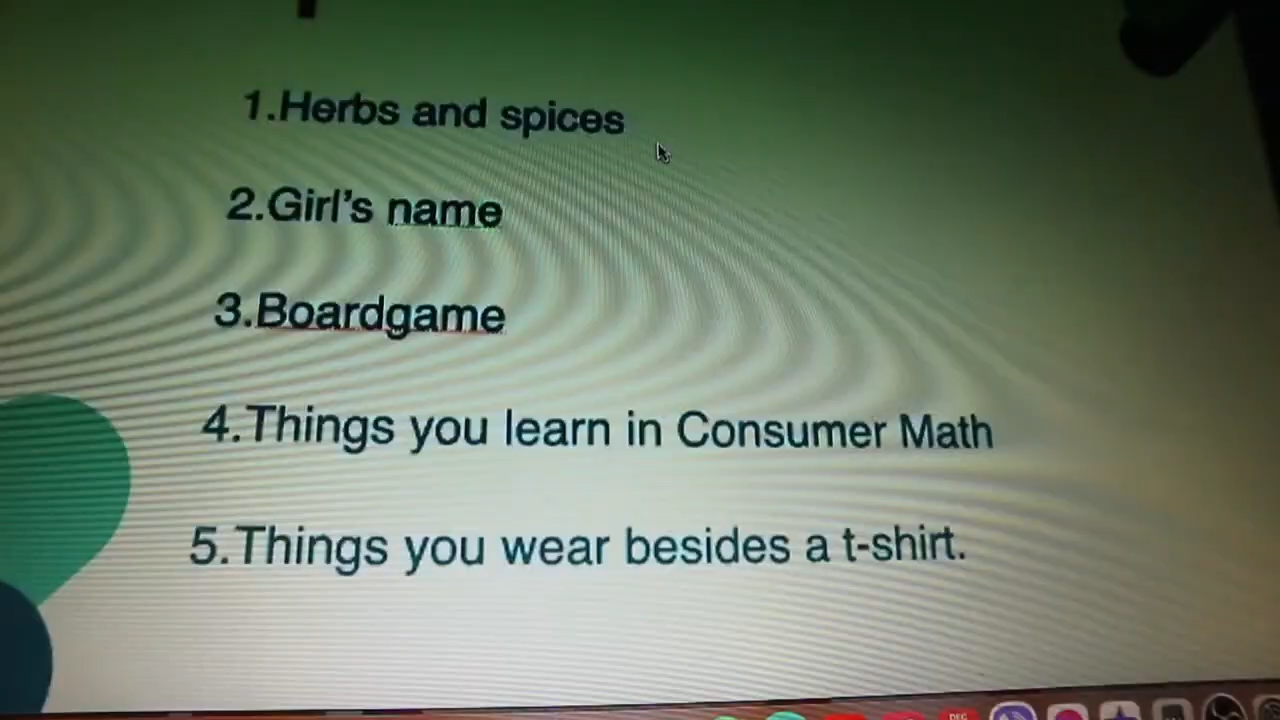 1.Herbs and spices
2.Girl's name
3.Boardgame
4.Things you learn in Consumer Math
5.Things you wear besides a t-shirt.
DEC